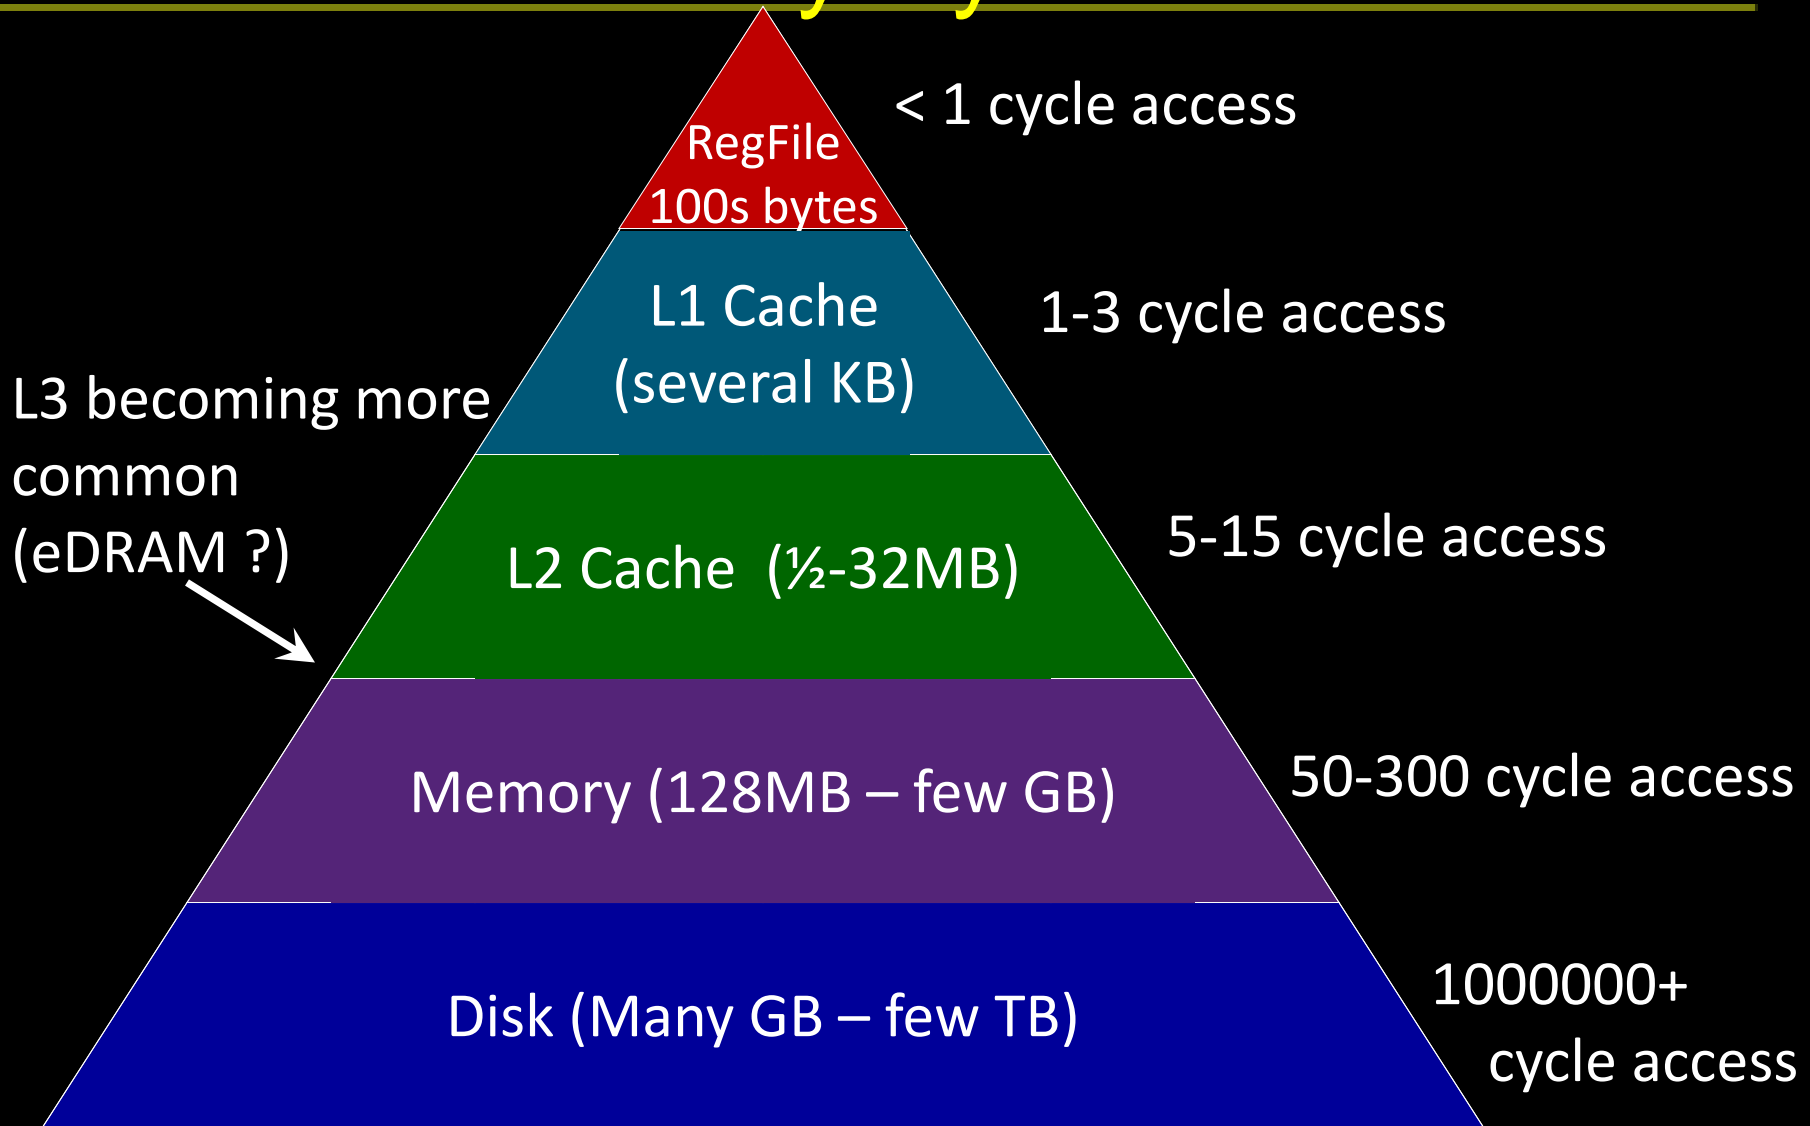 < 1 cycle access
RegFile
100s bytes
L1 Cache
(several KB)
1-3 cycle access
L3 becoming more
common
(eDRAM ?)
L2 Cache (½-32MB)
5-15 cycle access
Memory (128MB – few GB)
50-300 cycle access
Disk (Many GB – few TB)
1000000+
cycle access